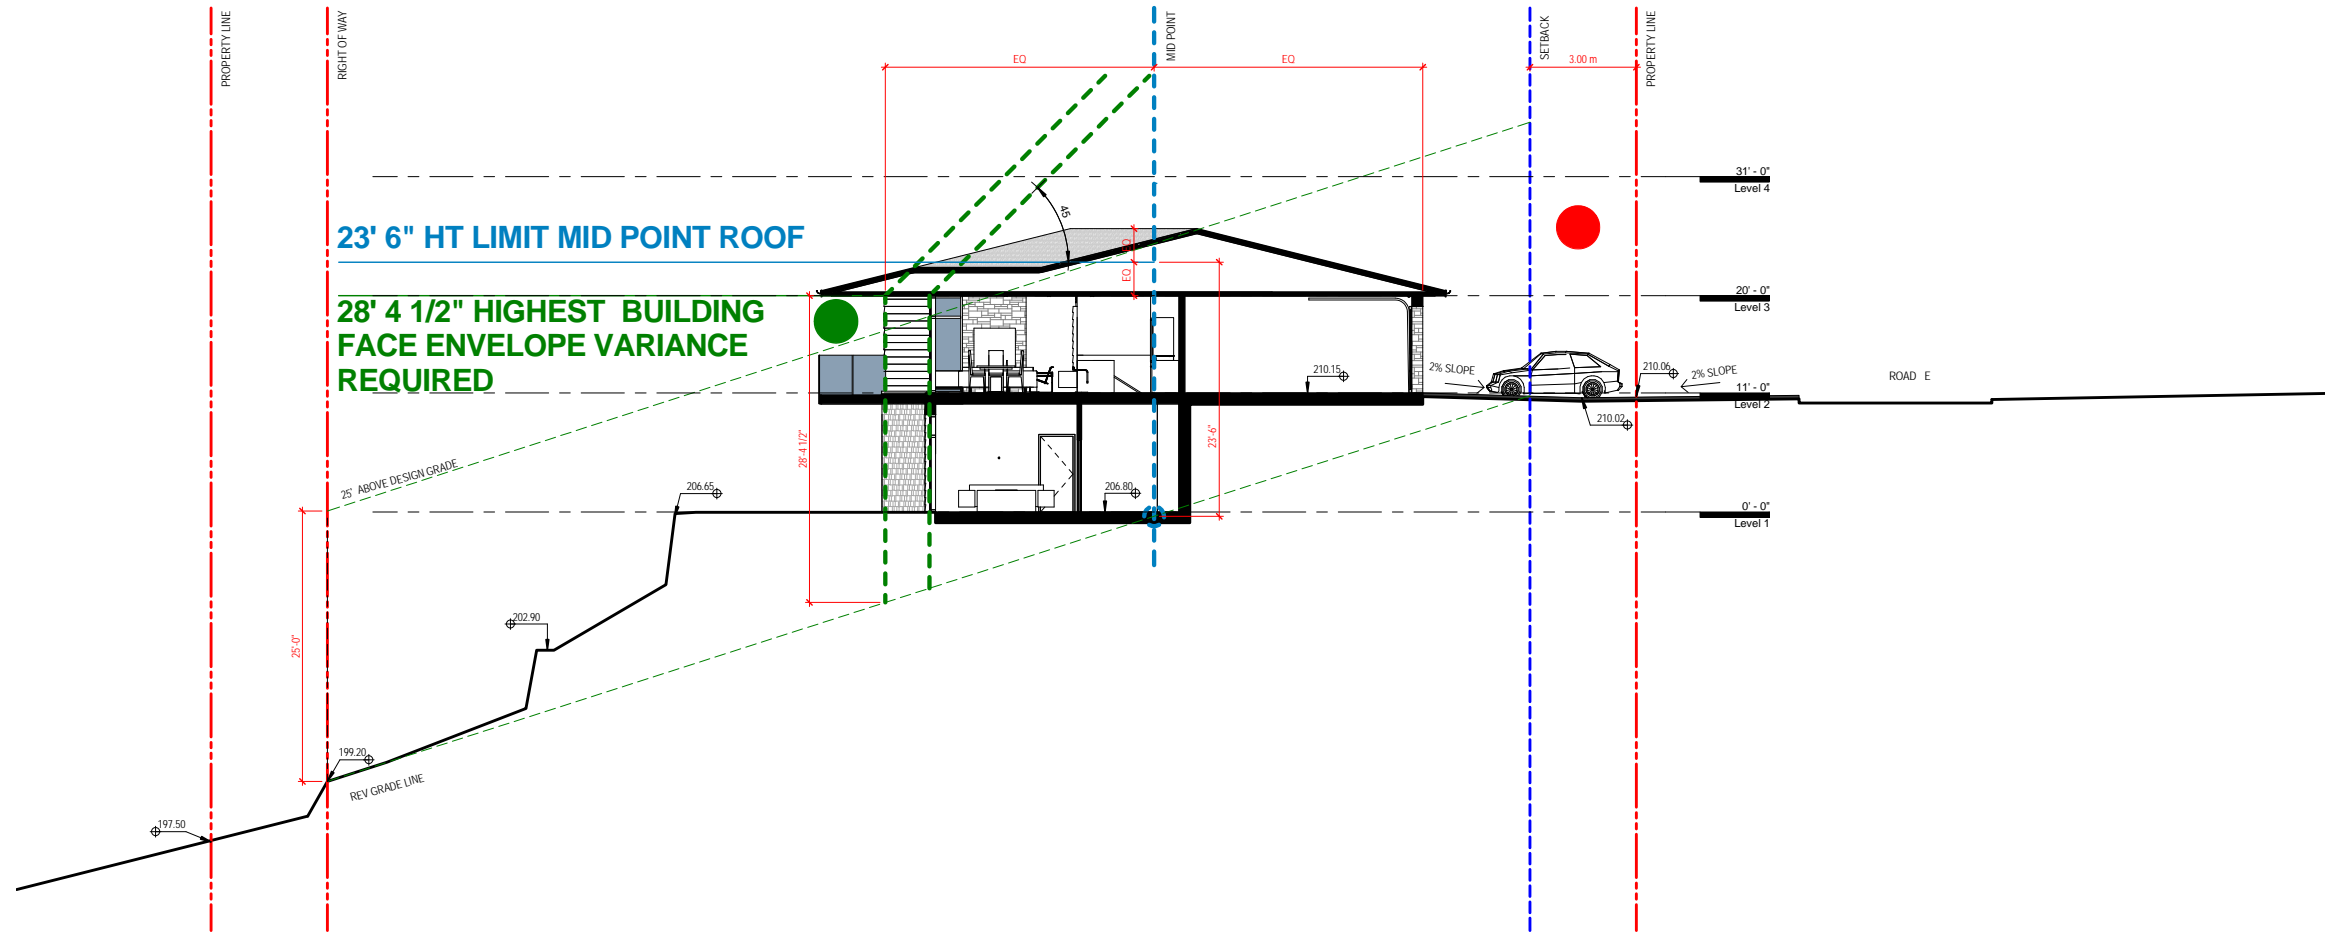 PROPERTY LINE
RIGHT OF WAY
MID POINT
SETBACK
PROPERTY LINE
EQ
EQ
3.00 m
31' - 0"
Level 4
45
23' 6" HT LIMIT MID POINT ROOF
EQ
EQ
28' 4 1/2" HIGHEST  BUILDING
FACE ENVELOPE VARIANCE
REQUIRED
20' - 0"
Level 3
210.15
2% SLOPE
210.06
2% SLOPE
ROAD  E
11' - 0"
Level 2
210.02
28'-4 1/2"
23'-6"
25'  ABOVE DESIGN GRADE
206.65
206.80
0' - 0"
Level 1
202.90
25'-0"
199.20
REV GRADE LINE
197.50